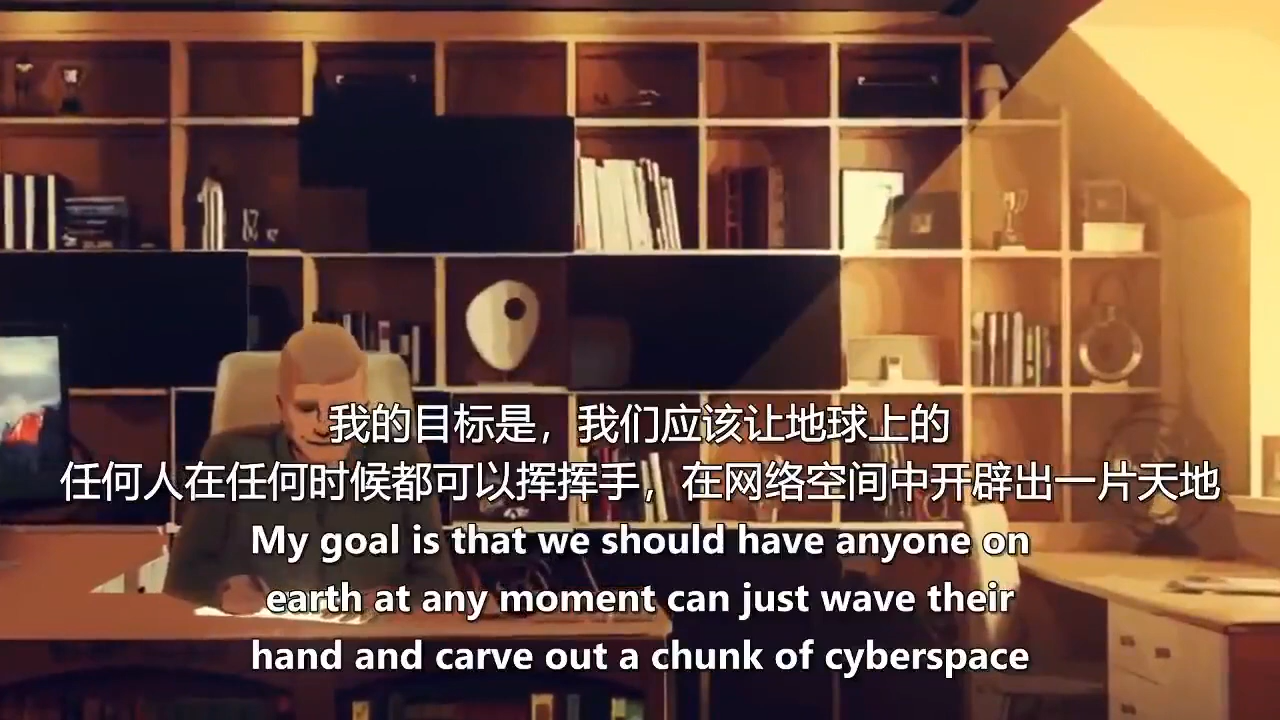 我的目标是，我们应该让地球上的
任何人在任何时候都可以挥挥手，在网络空间中开辟出一片天地
My goal is that we should have anyone on
earth at any moment can just wave their
hand and carve out a chunk of cyberspace